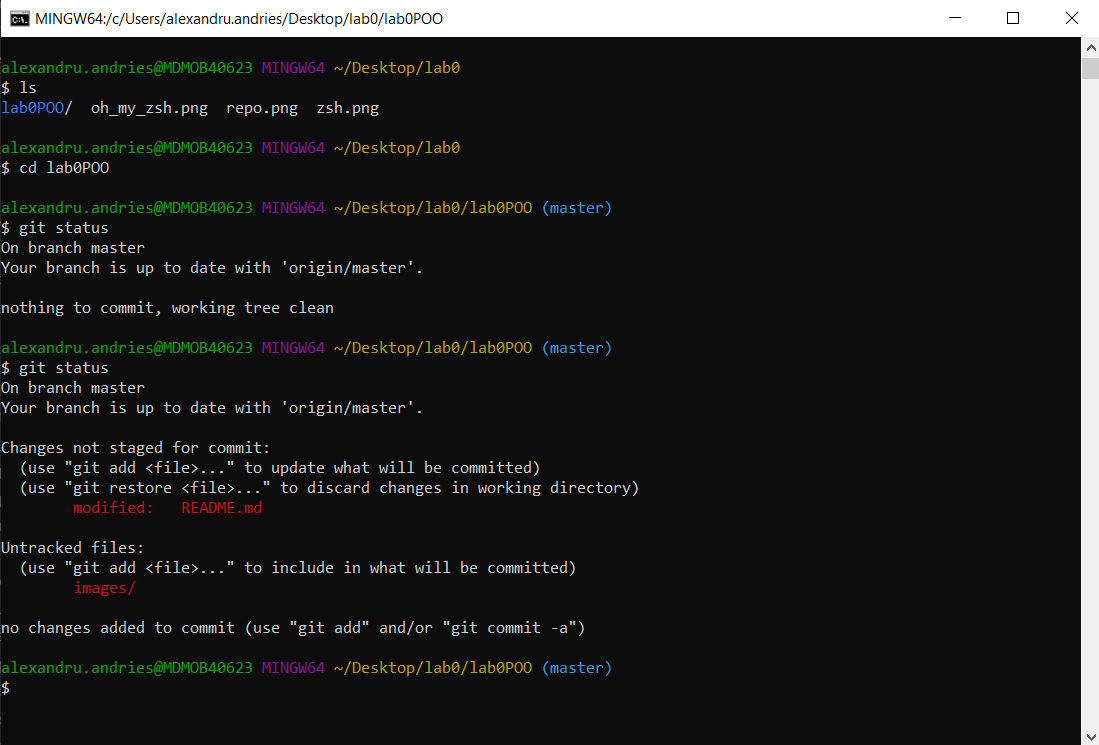 MINGW64:/c/Users/alexandru.andries/Desktop/lab0/lab0POO
alexandru.andries@MDMOB40623 MINGW64 ~/Desktop/lab0
$ ls
lab0POO/  oh_my_zsh.png  repo.png  zsh.png
alexandru.andries@MDMOB40623 MINGW64 ~/Desktop/lab0
$ cd lab0POO
alexandru.andries@MDMOB40623 MINGW64 ~/Desktop/lab0/lab0POO (master)
$ git status
On branch master
Your branch is up to date with 'origin/master'.
nothing to commit, working tree clean
alexandru.andries@MDMOB40623 MINGW64 ~/Desktop/lab0/lab0POO (master)
$ git status
On branch master
Your branch is up to date with 'origin/master'.
Changes not staged for commit:
  (use "git add <file>..." to update what will be committed)
  (use "git restore <file>..." to discard changes in working directory)
        modified:   README.md
Untracked files:
  (use "git add <file>..." to include in what will be committed)
        images/
no changes added to commit (use "git add" and/or "git commit -a")
alexandru.andries@MDMOB40623 MINGW64 ~/Desktop/lab0/lab0POO (master)
$